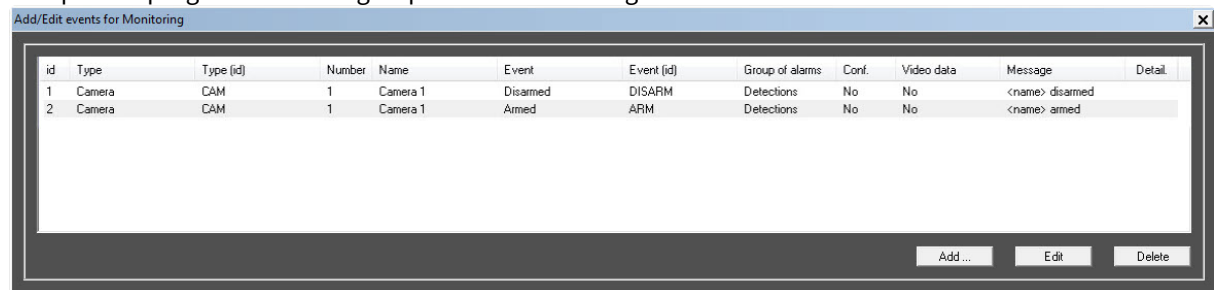 Add/Edit events for Monitoring
id Type Type (id) Number Name Event Event (id) Group of alarms Conf. Video data Message Detail.
1 Camera CAM 1 Camera 1 Disarmed DISARM Detections No No <name> disarmed
2 Camera CAM 1 Camera 1 Armed ARM Detections No No <name> armed
Add ... Edit Delete